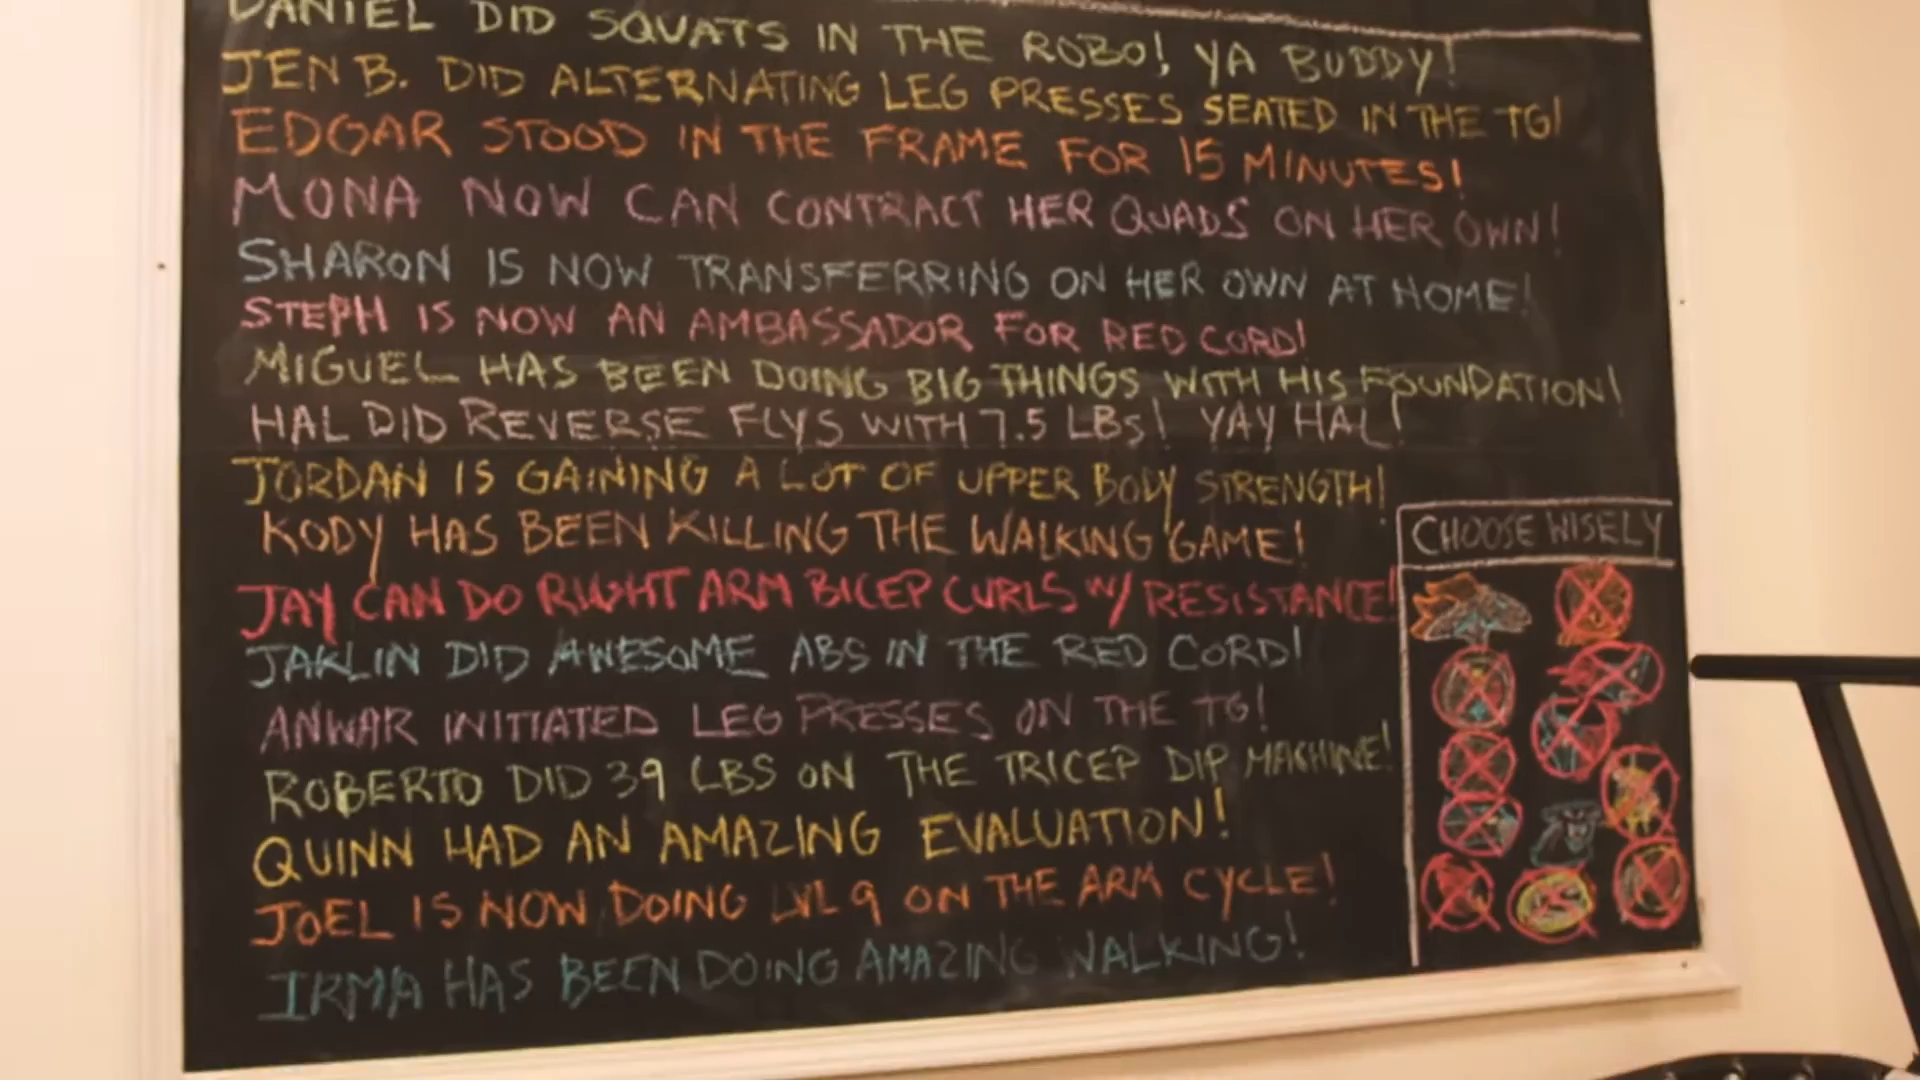 DANIEL DID SQUATS IN THE ROBO! YA BUDDY!
JEN B. DID ALTERNATING LEG PRESSES SEATED IN THE TG!
EDGAR STOOD IN THE FRAME FOR 15 MINUTES!
MONA NOW CAN CONTRACT HER QUADS ON HER OWN!
SHARON IS NOW TRANSFERRING ON HER OWN AT HOME!
STEPH IS NOW AN AMBASSADOR FOR RED CORD!
MIGUEL HAS BEEN DOING BIG THINGS WITH HIS FOUNDATION!
HAL DID REVERSE FLYS WITH 7.5 LBS! YAY HAL!
JORDAN IS GAINING A LOT OF UPPER BODY STRENGTH!
KODY HAS BEEN KILLING THE WALKING GAME!
JAY CAN DO RIGHT ARM BICEP CURLS W/ RESISTANCE!
JAKLIN DID AWESOME ABS IN THE RED CORD!
ANWAR INITIATED LEG PRESSES ON THE TG!
ROBERTO DID 39 LBS ON THE TRICEP DIP MACHINE!
QUINN HAD AN AMAZING EVALUATION!
JOEL IS NOW DOING LVL 9 ON THE ARM CYCLE!
IRMA HAS BEEN DOING AMAZING WALKING!
CHOOSE WISELY